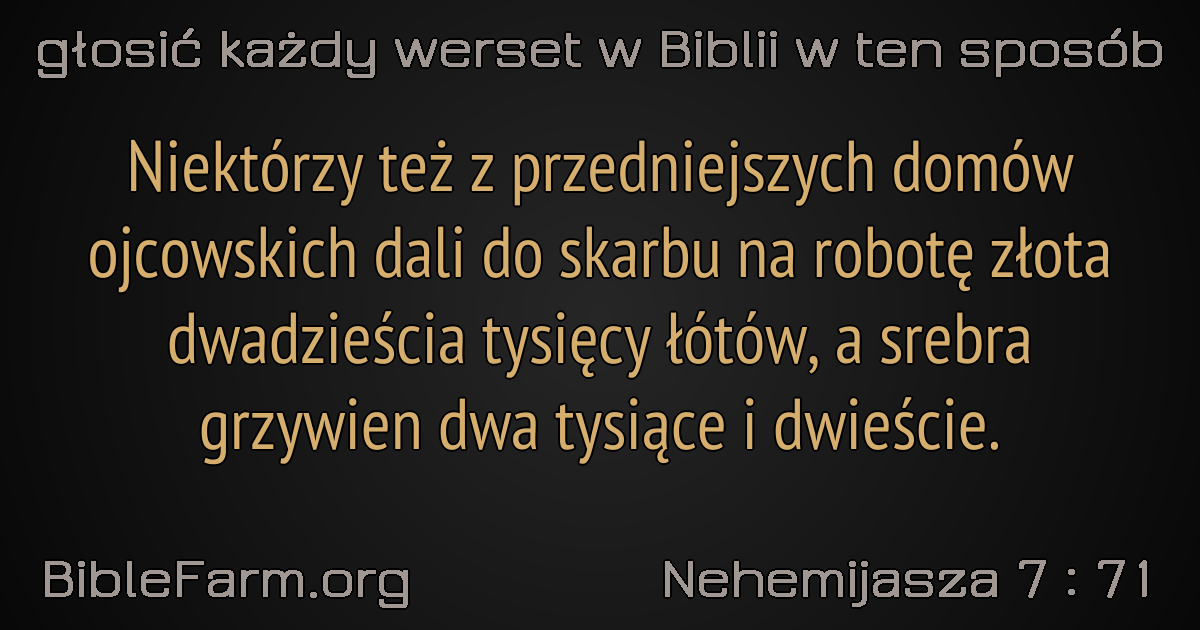 głosić każdy werset w Biblii w ten sposób
Niektórzy też z przedniejszych domów
ojcowskich dali do skarbu na robotę złota
dwadzieścia tysięcy łótów, a srebra
grzywien dwa tysiące i dwieście.
BibleFarm.org
Nehemijasza 7 : 71